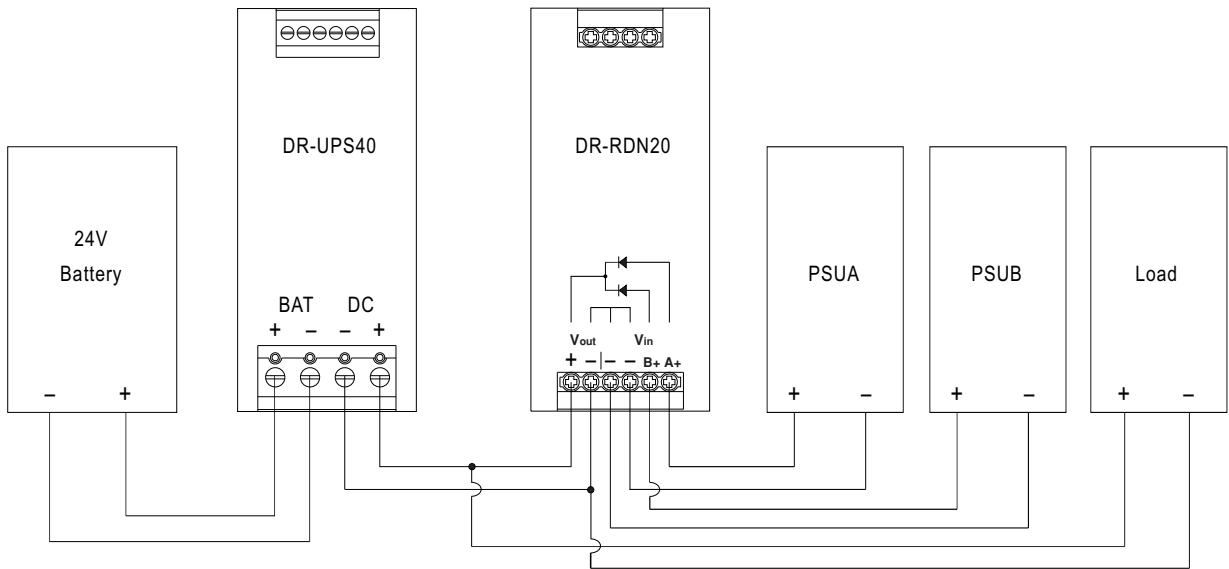 DR-UPS40
DR-RDN20
24V
Battery
PSUA
PSUB
Load
BAT DC
+ – – +
Vout Vin
+ –|– – B+ A+
– +
+ –
+ –
+ –